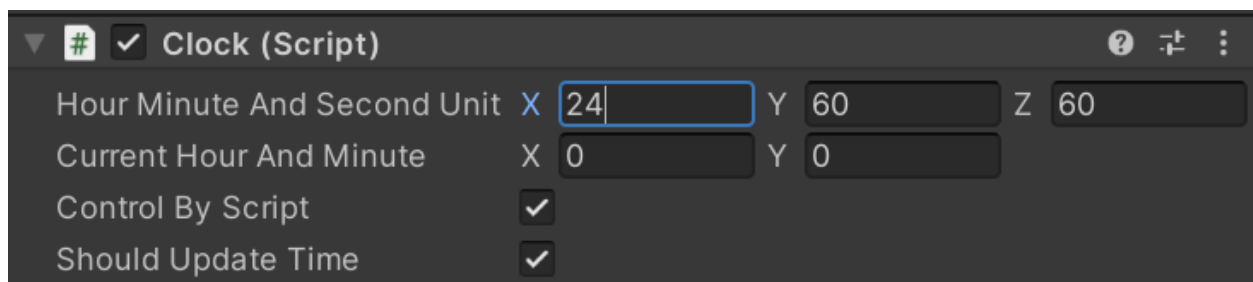 # Clock (Script) ?
Hour Minute And Second Unit X 24 Y 60 Z 60
Current Hour And Minute X 0 Y 0
Control By Script
Should Update Time